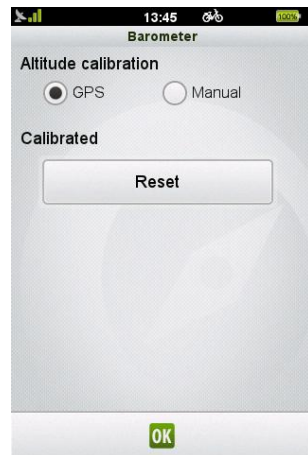 13:45
100%
Barometer
Altitude calibration
GPS Manual
Calibrated
Reset
OK